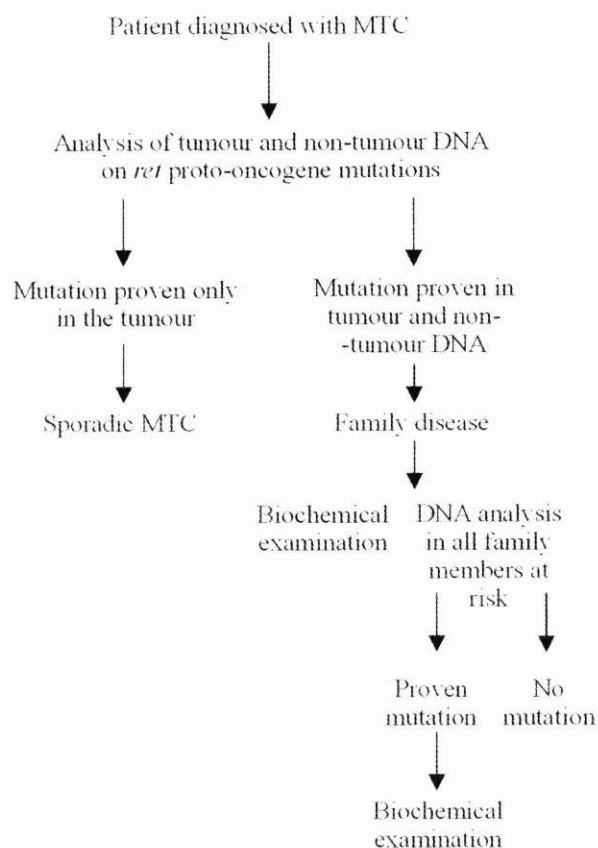 Patient diagnosed with MTC
Analysis of tumour and non-tumour DNA
on ret proto-oncogene mutations
Mutation proven only
in the tumour
Mutation proven in
tumour and non-
-tumour DNA
Sporadic MTC
Family disease
Biochemical
examination
DNA analysis
in all family
members at
risk
Proven
mutation
No
mutation
Biochemical
examination